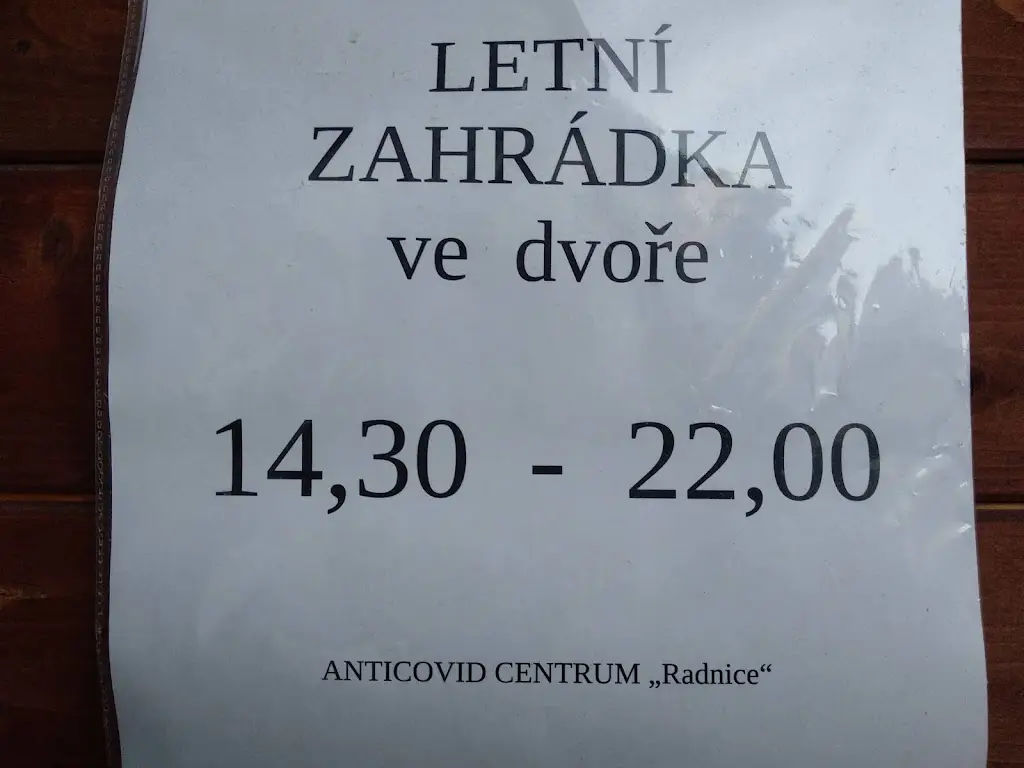 LETNÍ
ZAHRÁDKA
ve dvoře
14,30 - 22,00
ANTICOVID CENTRUM „Radnice“